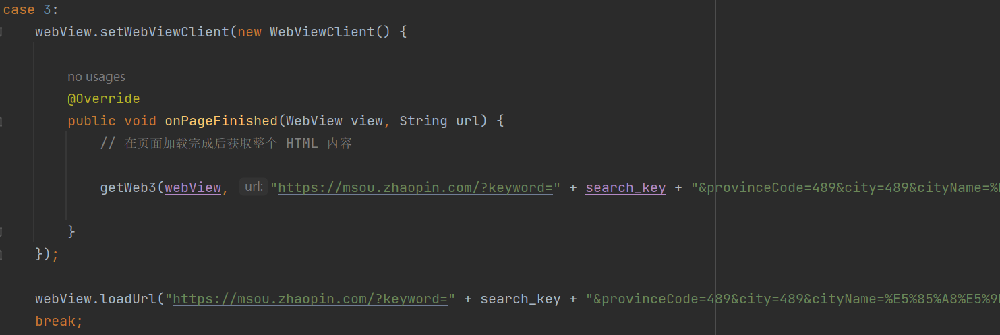 case 3:
webView.setWebViewClient(new WebViewClient() {
no usages
@Override
public void onPageFinished(WebView view, String url) {
// 在页面加载完成后获取整个 HTML 内容
getWeb3(webView, url: "https://msou.zhaopin.com/?keyword=" + search_key + "&provinceCode=489&city=489&cityName=%
}
});
webView.loadUrl("https://msou.zhaopin.com/?keyword=" + search_key + "&provinceCode=489&city=489&cityName=%E5%85%A8%E5%9
break;